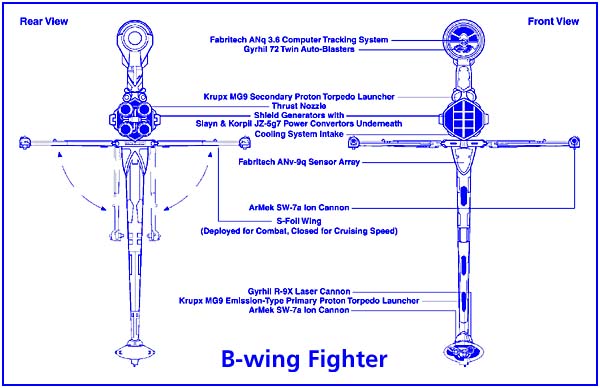 Rear View
Front View
Fabritech ANq 3.6 Computer Tracking System
Gyrhil 72 Twin Auto-Blasters
Krupx MG9 Secondary Proton Torpedo Launcher
Thrust Nozzle
Shield Generators with
Slayn & Korpil JZ-5g7 Power Convertors Underneath
Cooling System Intake
Fabritech ANv-9q Sensor Array
ArMek SW-7a Ion Cannon
S-Foil Wing
(Deployed for Combat, Closed for Cruising Speed)
Gyrhil R-9X Laser Cannon
Krupx MG9 Emission-Type Primary Proton Torpedo Launcher
ArMek SW-7a Ion Cannon
B-wing Fighter